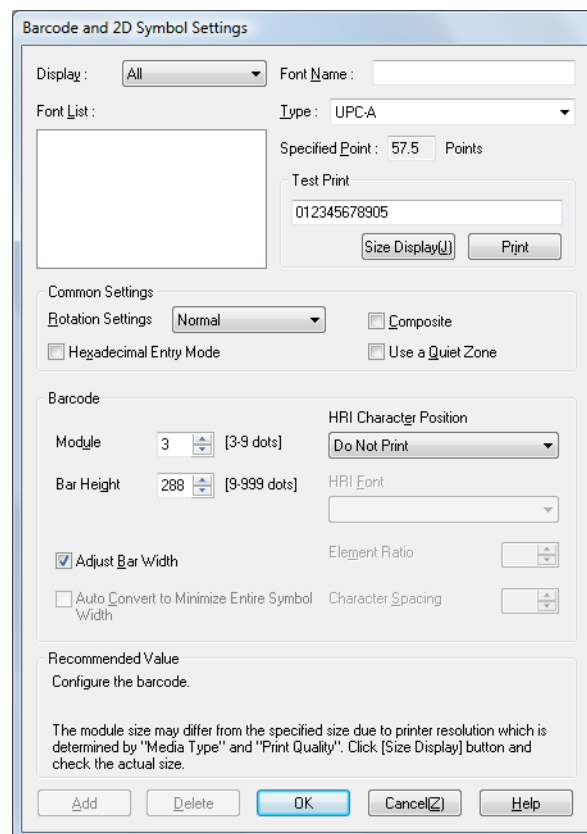 Barcode and 2D Symbol Settings
Display : All Font Name :
Font List : Type : UPC-A
Specified Point : 57.5 Points
Test Print
012345678905
Size Display(J) Print
Common Settings
Rotation Settings Normal Composite
Hexadecimal Entry Mode Use a Quiet Zone
Barcode
HRI Character Position
Module 3 [3-9 dots] Do Not Print
Bar Height 288 [9-999 dots] HRI Font
Adjust Bar Width Element Ratio
Auto Convert to Minimize Entire Symbol Character Spacing
Width
Recommended Value
Configure the barcode.
The module size may differ from the specified size due to printer resolution which is
determined by "Media Type" and "Print Quality". Click [Size Display] button and
check the actual size.
Add Delete OK Cancel(Z) Help